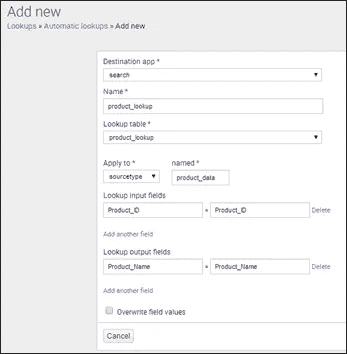 Add new
Lookups » Automatic lookups » Add new
Destination app *
search
Name *
product_lookup
Lookup table *
product_lookup
Apply to * named *
sourcetype product_data
Lookup input fields
Product_ID = Product_ID Delete
Add another field
Lookup output fields
Product_Name = Product_Name Delete
Add another field
Overwrite field values
Cancel